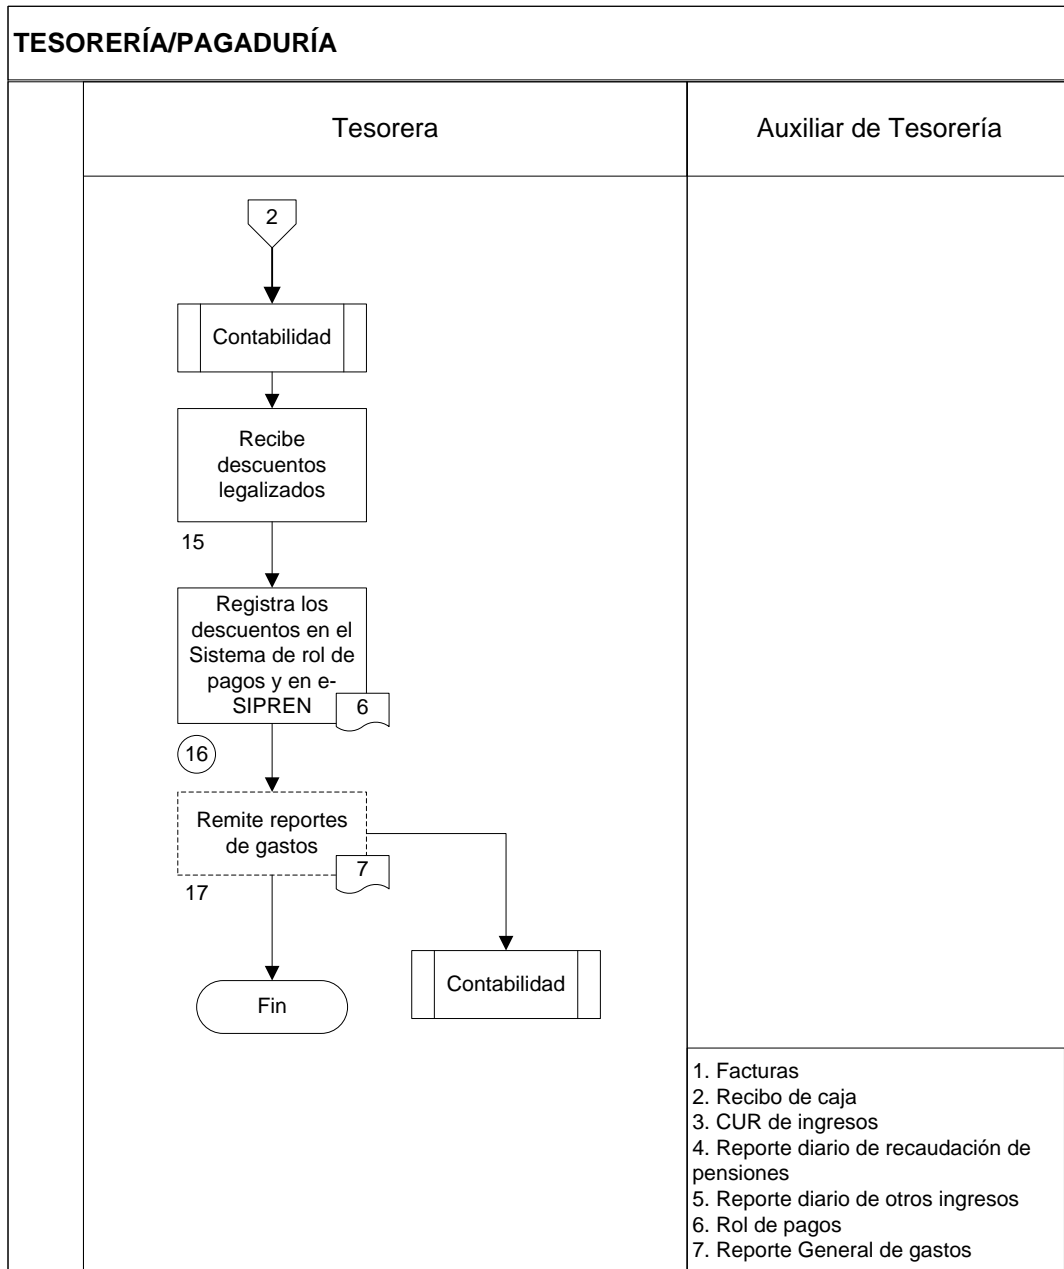 TESORERÍA/PAGADURÍA
Tesorera
Auxiliar de Tesorería
2
Contabilidad
Recibe
descuentos
legalizados
15
Registra los
descuentos en el
Sistema de rol de
pagos y en e-
SIPREN
6
16
Remite reportes
de gastos
7
17
Contabilidad
Fin
1. Facturas
2. Recibo de caja
3. CUR de ingresos
4. Reporte diario de recaudación de
pensiones
5. Reporte diario de otros ingresos
6. Rol de pagos
7. Reporte General de gastos